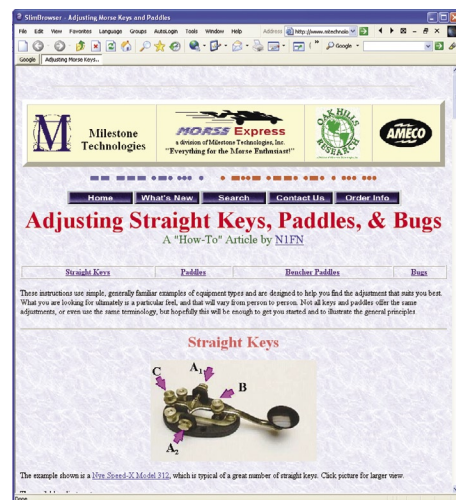 SlimBrowser - Adjusting Morse Keys and Paddles
File Edit View Favorites Language Groups AutoLogin Tools Window Help Address http://www.mtechnolo
Google
Google Adjusting Morse Keys..
M Milestone Technologies
MORSE Express
a division of Milestone Technologies, Inc.
"Everything for the Morse Enthusiast!"
OAK HILLS RESEARCH
AMECO
Home What's New Search Contact Us Order Info
Adjusting Straight Keys, Paddles, & Bugs
A "How-To" Article by N1FN
Straight Keys Paddles Bencher Paddles Bugs
These instructions use simple, generally familiar examples of equipment types and are designed to help you find the adjustment that suits you best.
What you are looking for ultimately is a particular feel, and that will vary from person to person. Not all keys and paddles offer the same
adjustments, or even use the same terminology, but hopefully this will be enough to get you started and to illustrate the general principles.
Straight Keys
A1
C
B
A2
The example shown is a Nye Speed-X Model 312, which is typical of a great number of straight keys. Click picture for larger view.
Done